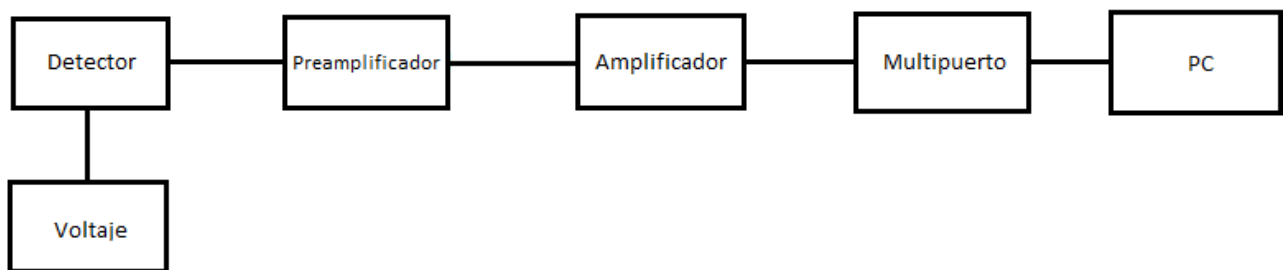 Detector
Preamplificador
Amplificador
Multipuerto
PC
Voltaje